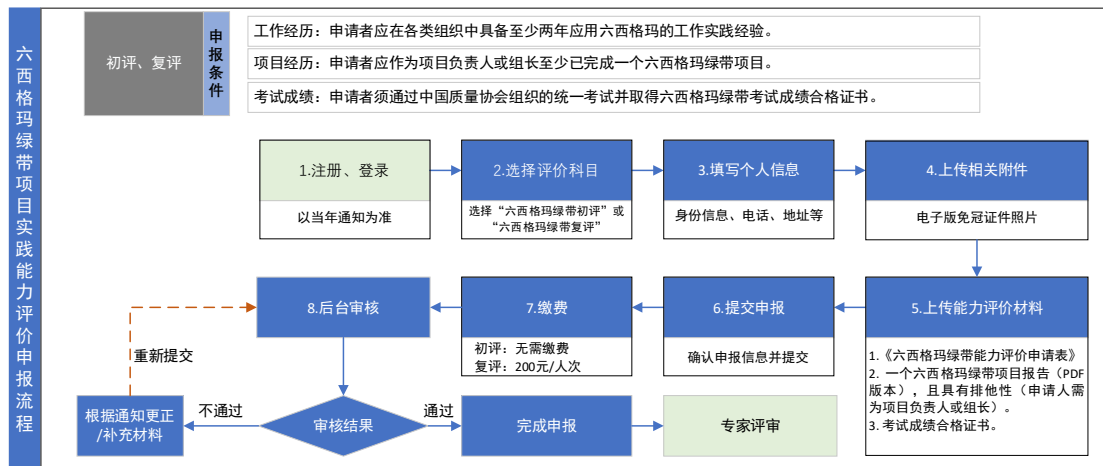 六西格玛绿带项目实践能力评价申报流程
初评、复评
申报条件
工作经历：申请者应在各类组织中具备至少两年应用六西格玛的工作实践经验。
项目经历：申请者应作为项目负责人或组长至少已完成一个六西格玛绿带项目。
考试成绩：申请者须通过中国质量协会组织的统一考试并取得六西格玛绿带考试成绩合格证书。
1.注册、登录
以当年通知为准
2.选择评价科目
选择“六西格玛绿带初评”或
“六西格玛绿带复评”
3.填写个人信息
身份信息、电话、地址等
4.上传相关附件
电子版免冠证件照片
5.上传能力评价材料
1.《六西格玛绿带能力评价申请表》
2. 一个六西格玛绿带项目报告（PDF
版本），且具有排他性（申请人需
为项目负责人或组长）。
3. 考试成绩合格证书。
6.提交申报
确认申报信息并提交
7.缴费
初评：无需缴费
复评：200元/人次
8.后台审核
重新提交
根据通知更正
/补充材料
不通过
审核结果
通过
完成申报
专家评审